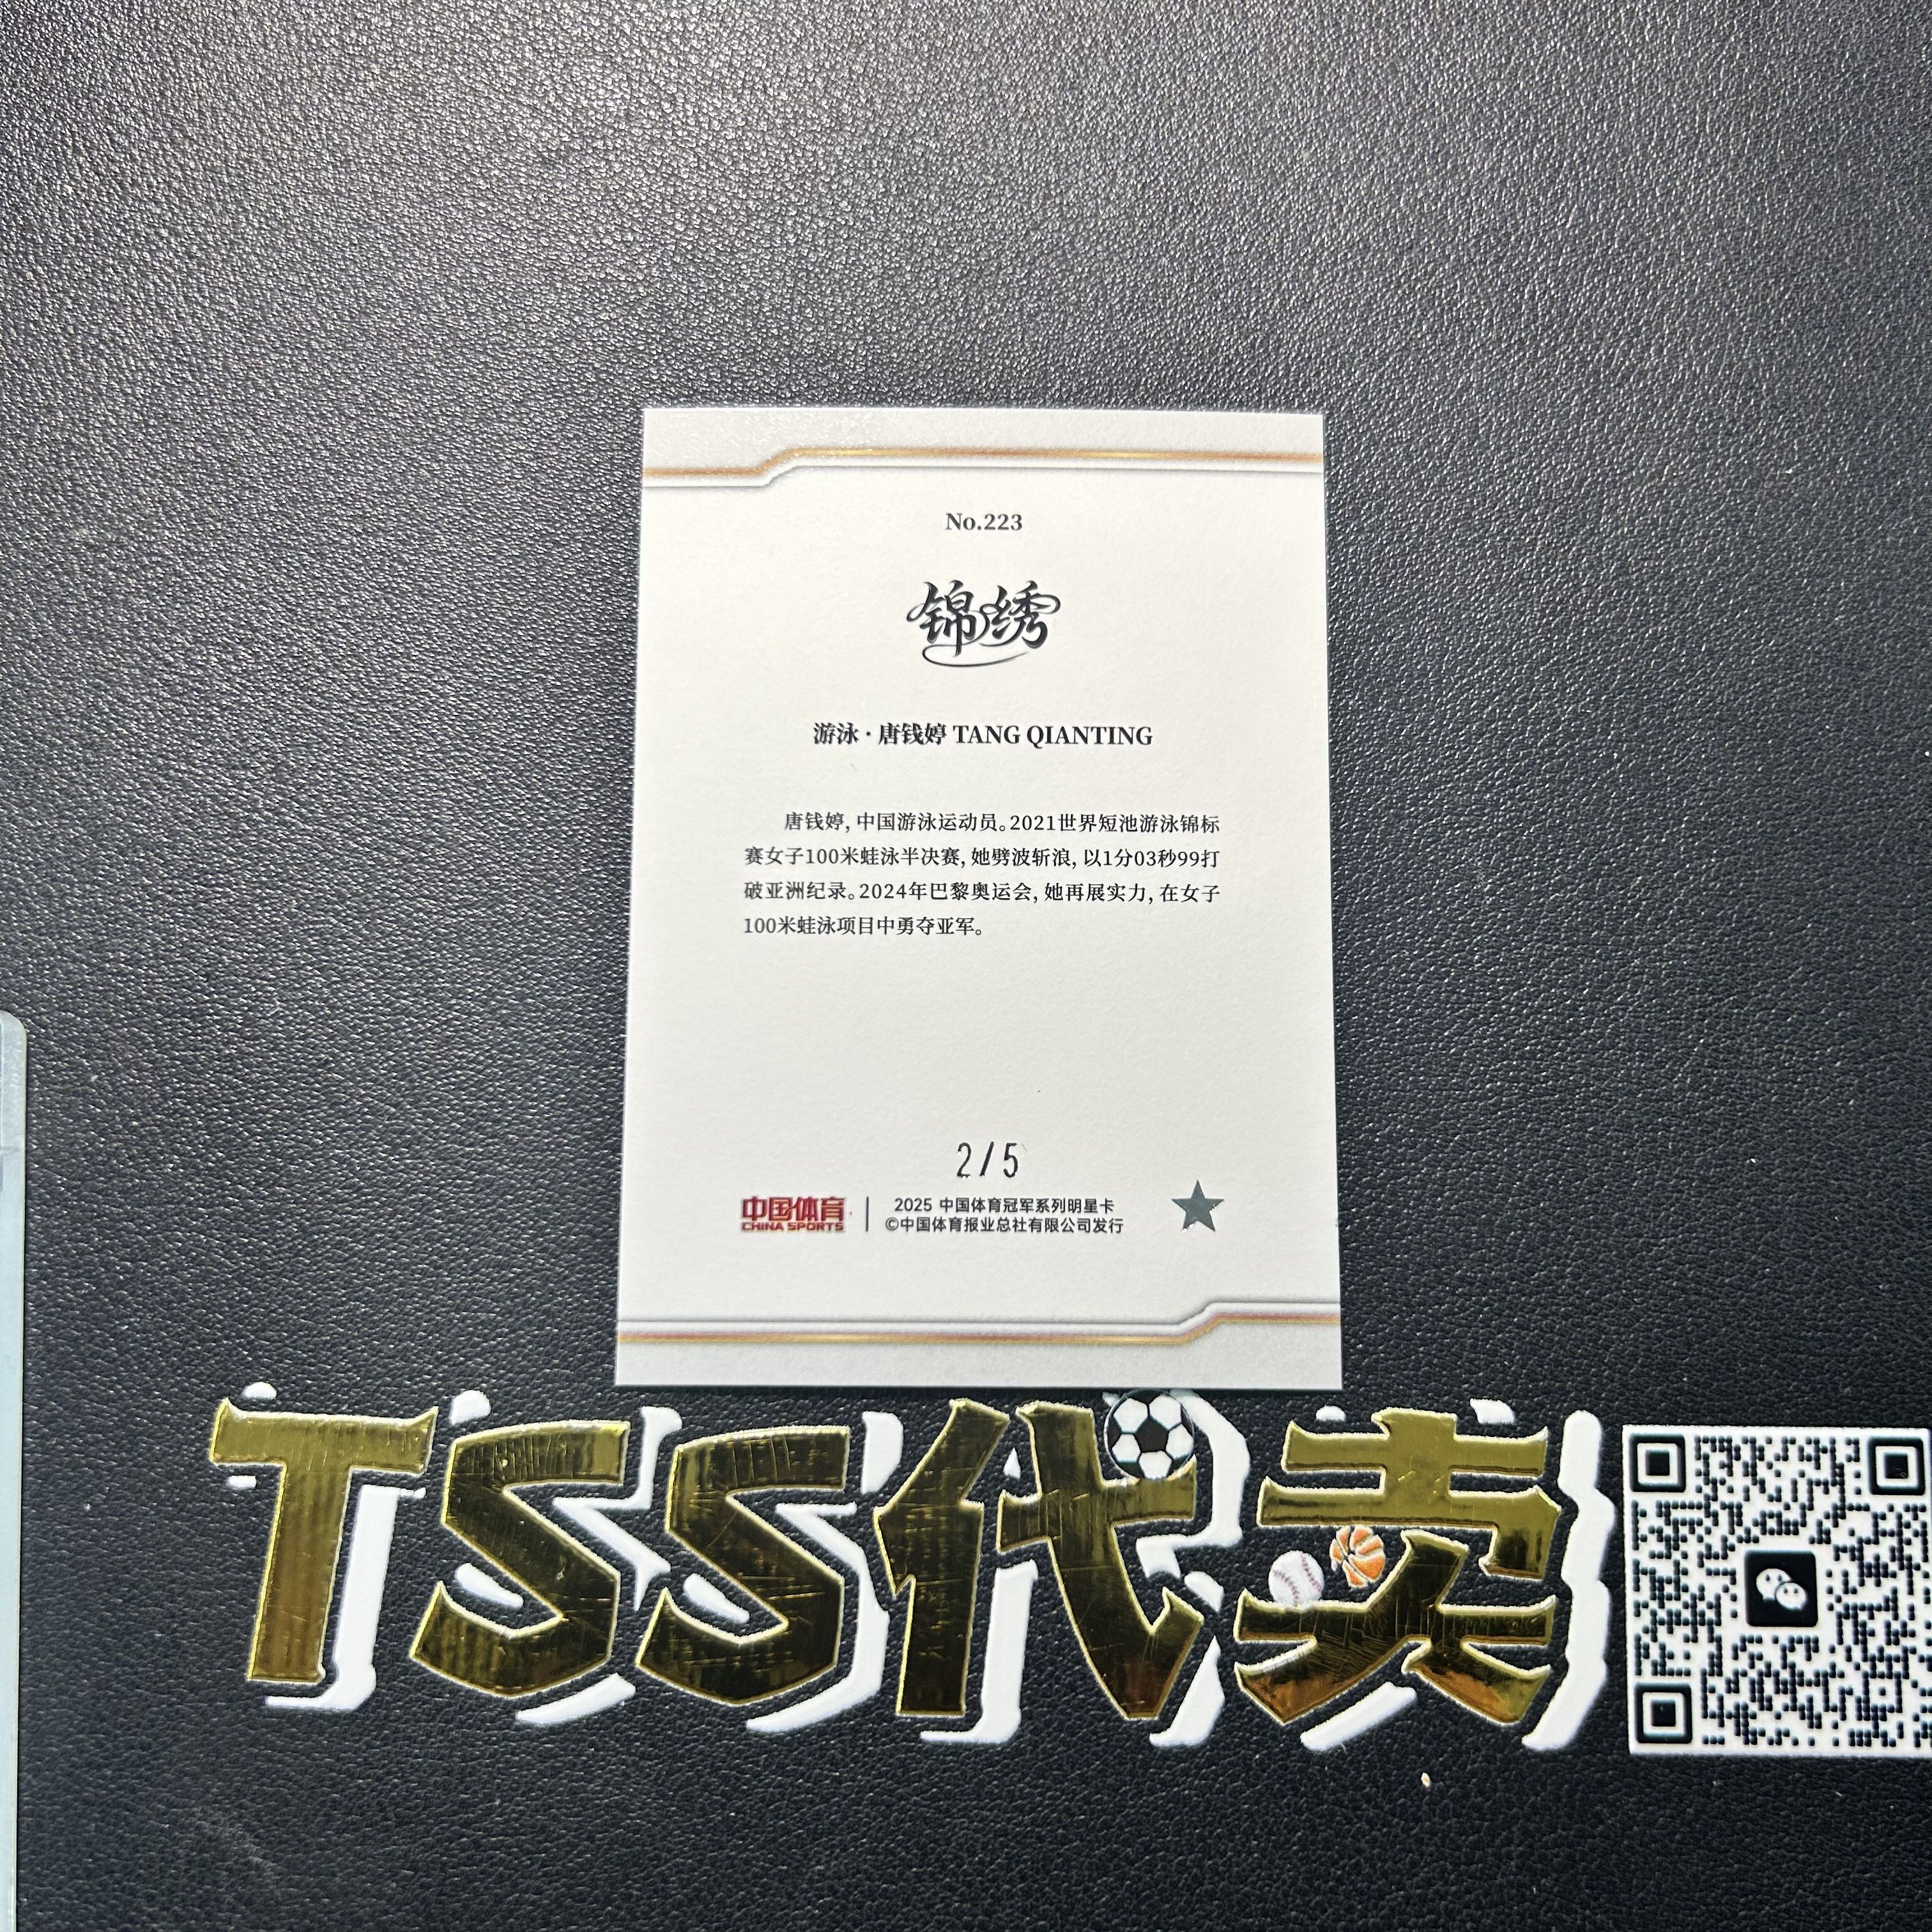 No.223
锦绣
游泳·唐钱婷 TANG QIANTING
唐钱婷,中国游泳运动员。2021世界短池游泳锦标
赛女子100米蛙泳半决赛,她劈波斩浪,以1分03秒99打
破亚洲纪录。2024年巴黎奥运会,她再展实力,在女子
100米蛙泳项目中勇夺亚军。
2/5
中国体育
CHINA SPORTS
2025 中国体育冠军系列明星卡
©中国体育报业总社有限公司发行
TSS代卖